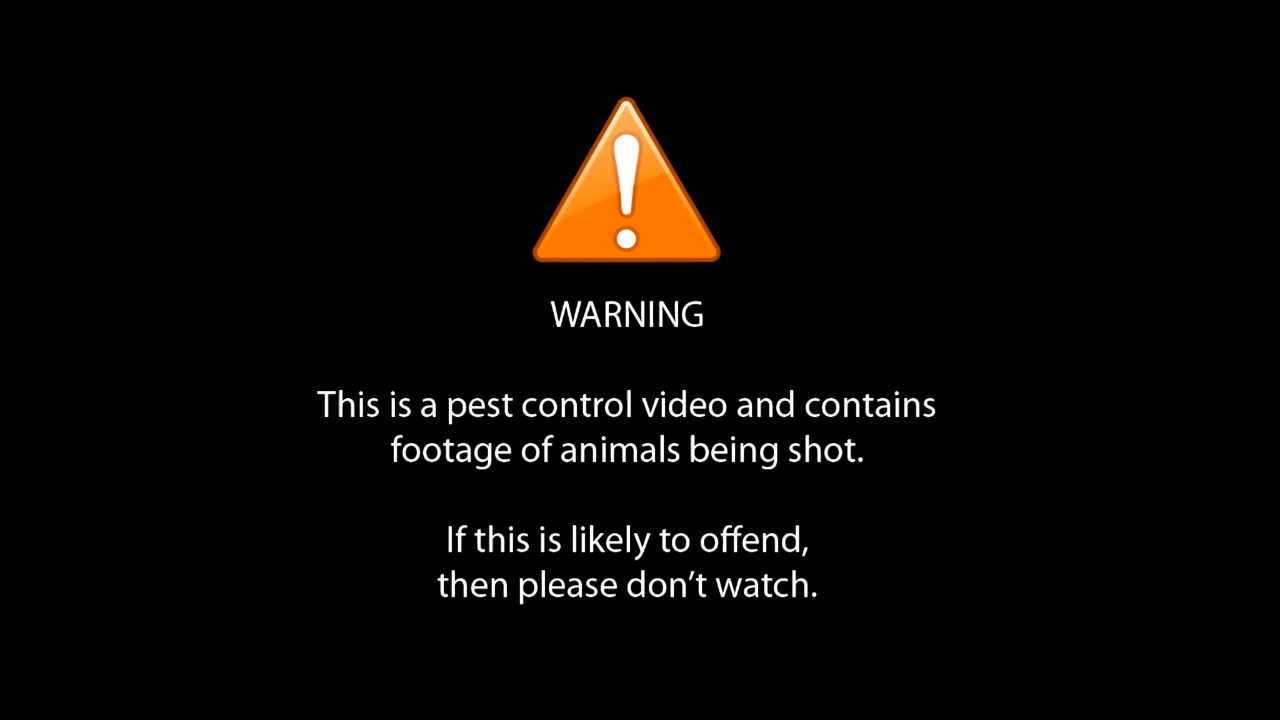 WARNING
This is a pest control video and contains
footage of animals being shot.
If this is likely to offend,
then please don’t watch.